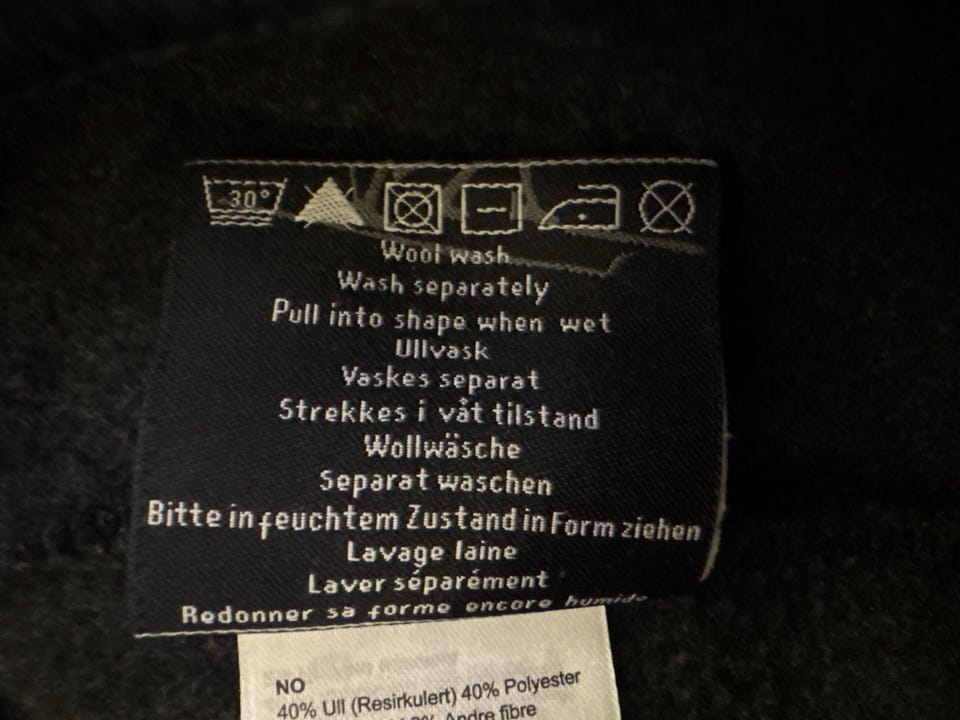 30°
Wool wash
Wash separately
Pull into shape when wet
Ullvask
Vaskes separat
Strekkes i våt tilstand
Wollwäsche
Separat waschen
Bitte in feuchtem Zustand in Form ziehen
Lavage laine
Laver séparément
Redonner sa forme encore humide
NO
40% Ull (Resirkulert) 40% Polyester
Andre fibre